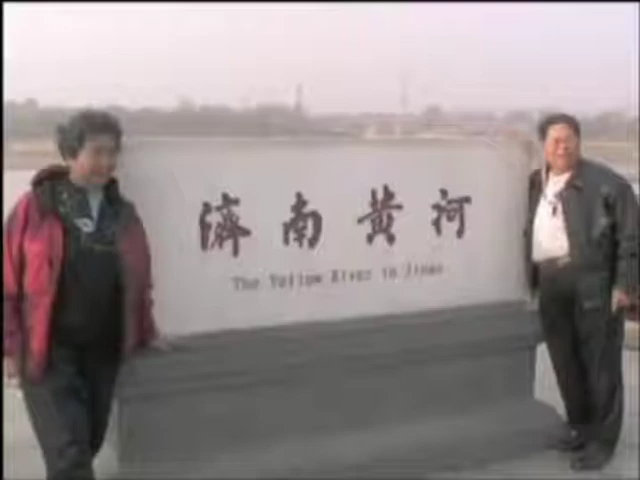 濟南黄河
The Yellow River in Jinan